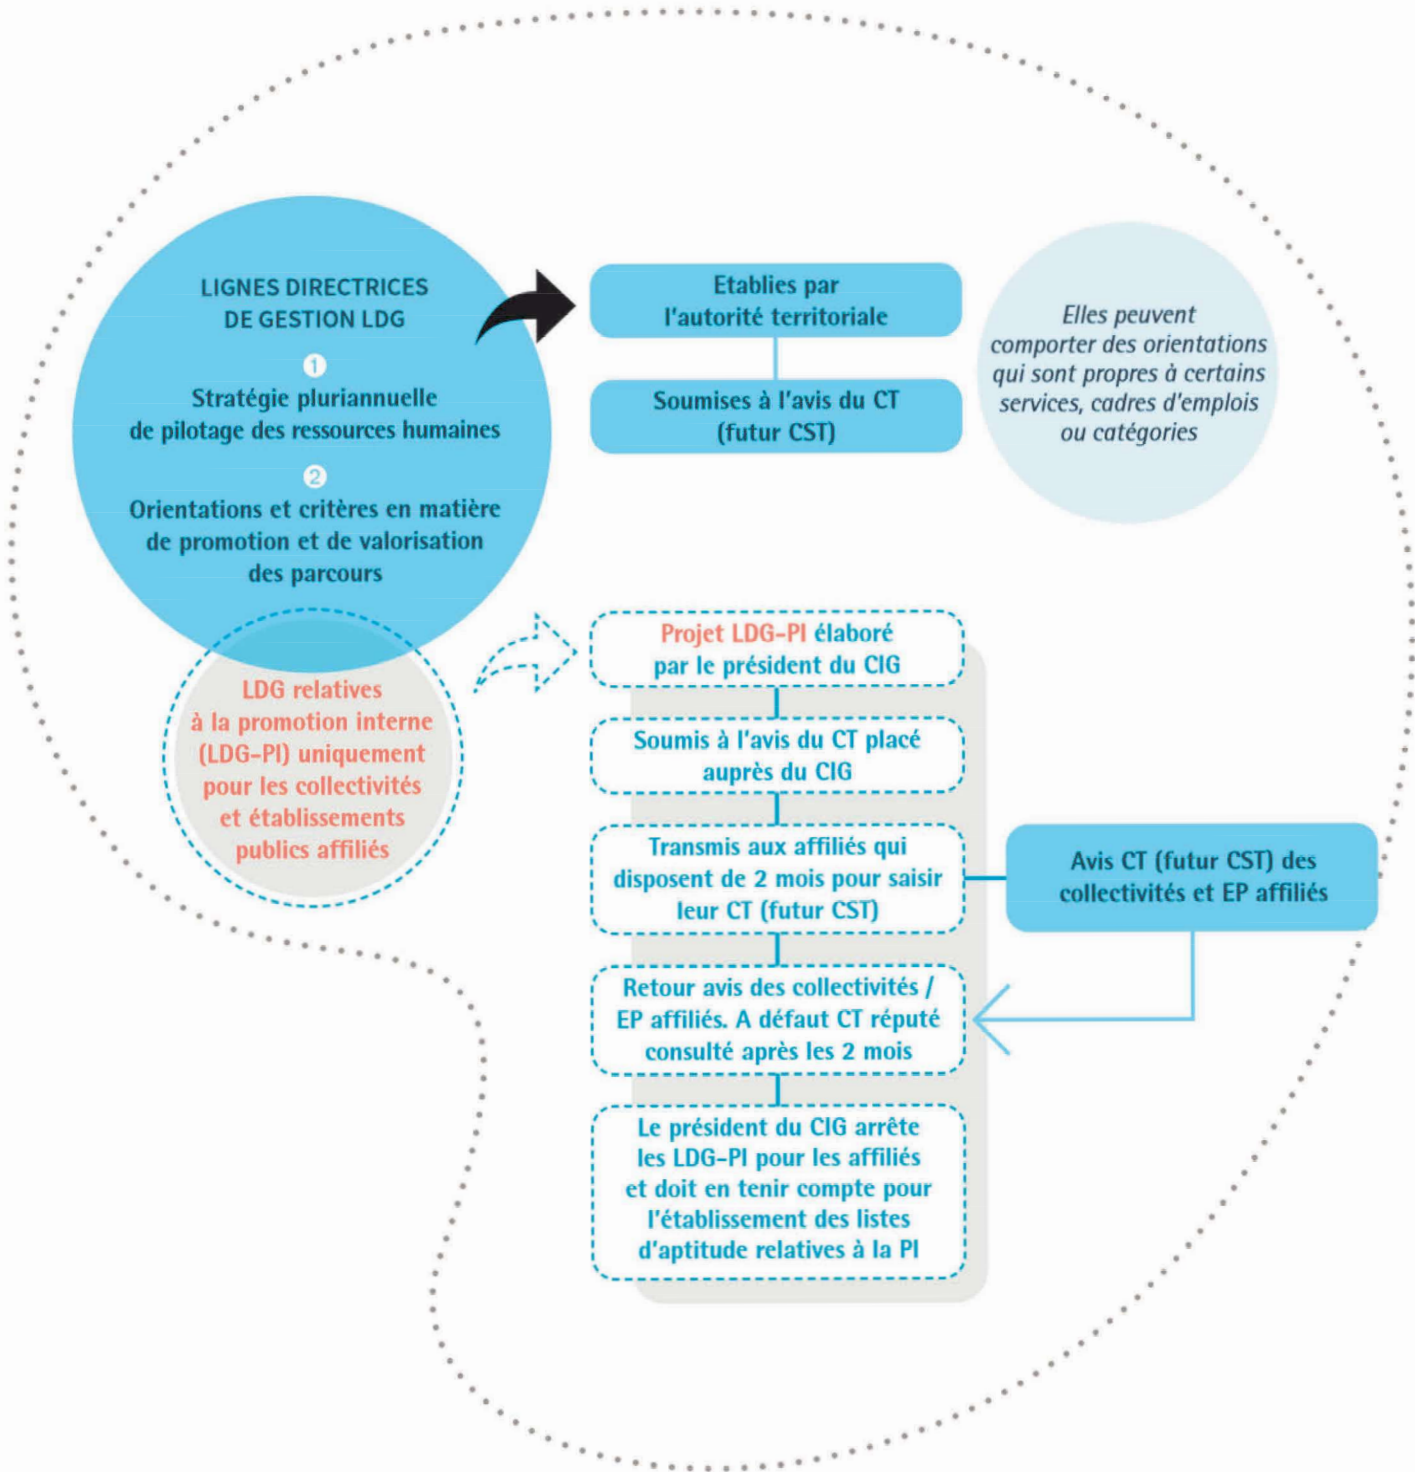 LIGNES DIRECTRICES
DE GESTION LDG
1
Stratégie pluriannuelle
de pilotage des ressources humaines
2
Orientations et critères en matière
de promotion et de valorisation
des parcours
Etablies par
l'autorité territoriale
Soumises à l'avis du CT
(futur CST)
Elles peuvent
comporter des orientations
qui sont propres à certains
services, cadres d'emplois
ou catégories
LDG relatives
à la promotion interne
(LDG-PI) uniquement
pour les collectivités
et établissements
publics affiliés
Projet LDG-PI élaboré
par le président du CIG
Soumis à l'avis du CT placé
auprès du CIG
Transmis aux affiliés qui
disposent de 2 mois pour saisir
leur CT (futur CST)
Avis CT (futur CST) des
collectivités et EP affiliés
Retour avis des collectivités /
EP affiliés. A défaut CT réputé
consulté après les 2 mois
Le président du CIG arrête
les LDG-PI pour les affiliés
et doit en tenir compte pour
l'établissement des listes
d'aptitude relatives à la PI